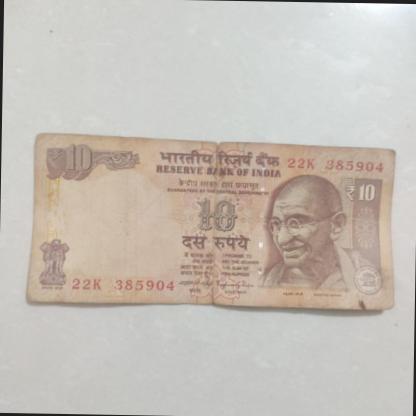 ₹10
भारतीय रिज़र्व बैंक
RESERVE BANK OF INDIA
22K 385904
केन्द्रीय सरकार द्वारा प्रत्याभूत
GUARANTEED BY THE CENTRAL GOVERNMENT
₹10
10
दस रुपये
22K 385904